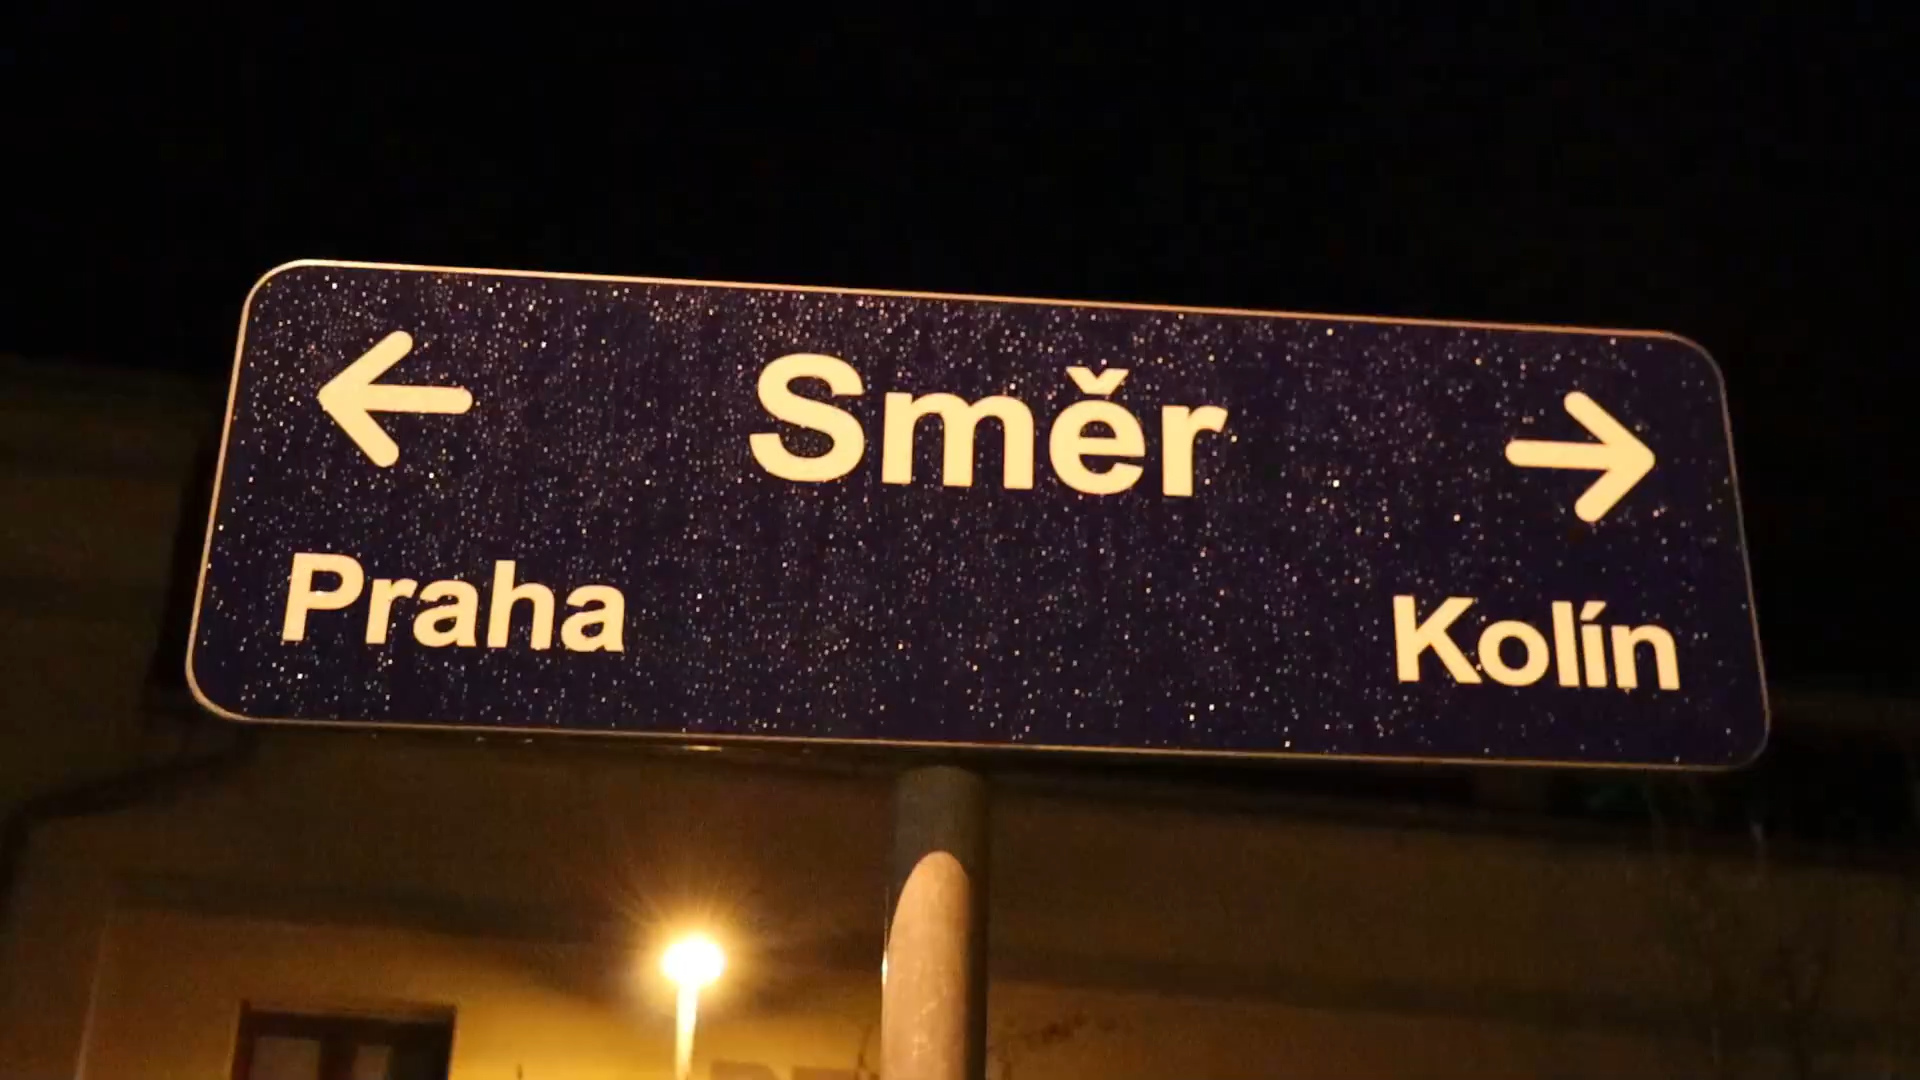 ← Směr →
Praha Kolín